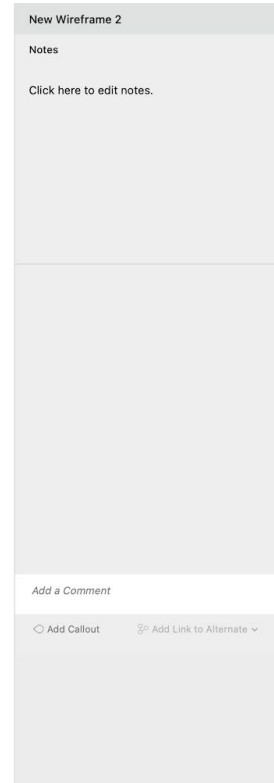 New Wireframe 2
Notes
Click here to edit notes.
Add a Comment
Add Callout Add Link to Alternate